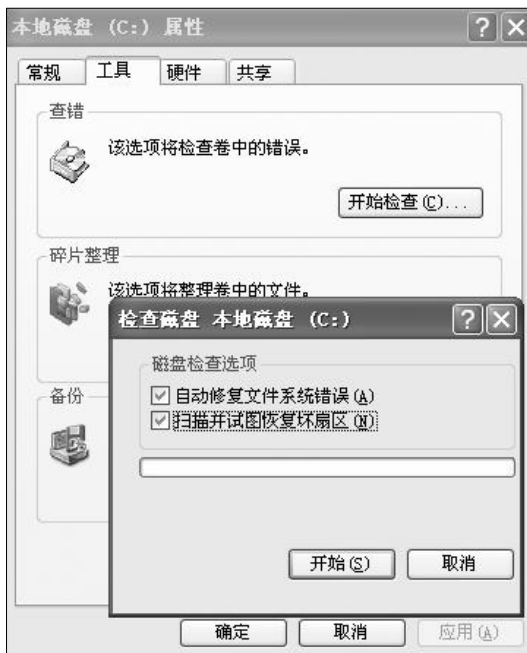 本地磁盘 (C:) 属性
常规 工具 硬件 共享
查错
该选项将检查卷中的错误。
开始检查(C)...
碎片整理
该选项将整理卷中的文件。
检查磁盘 本地磁盘 (C:)
磁盘检查选项
自动修复文件系统错误(A)
扫描并试图恢复坏扇区(N)
备份
开始(S) 取消
确定 取消 应用(A)